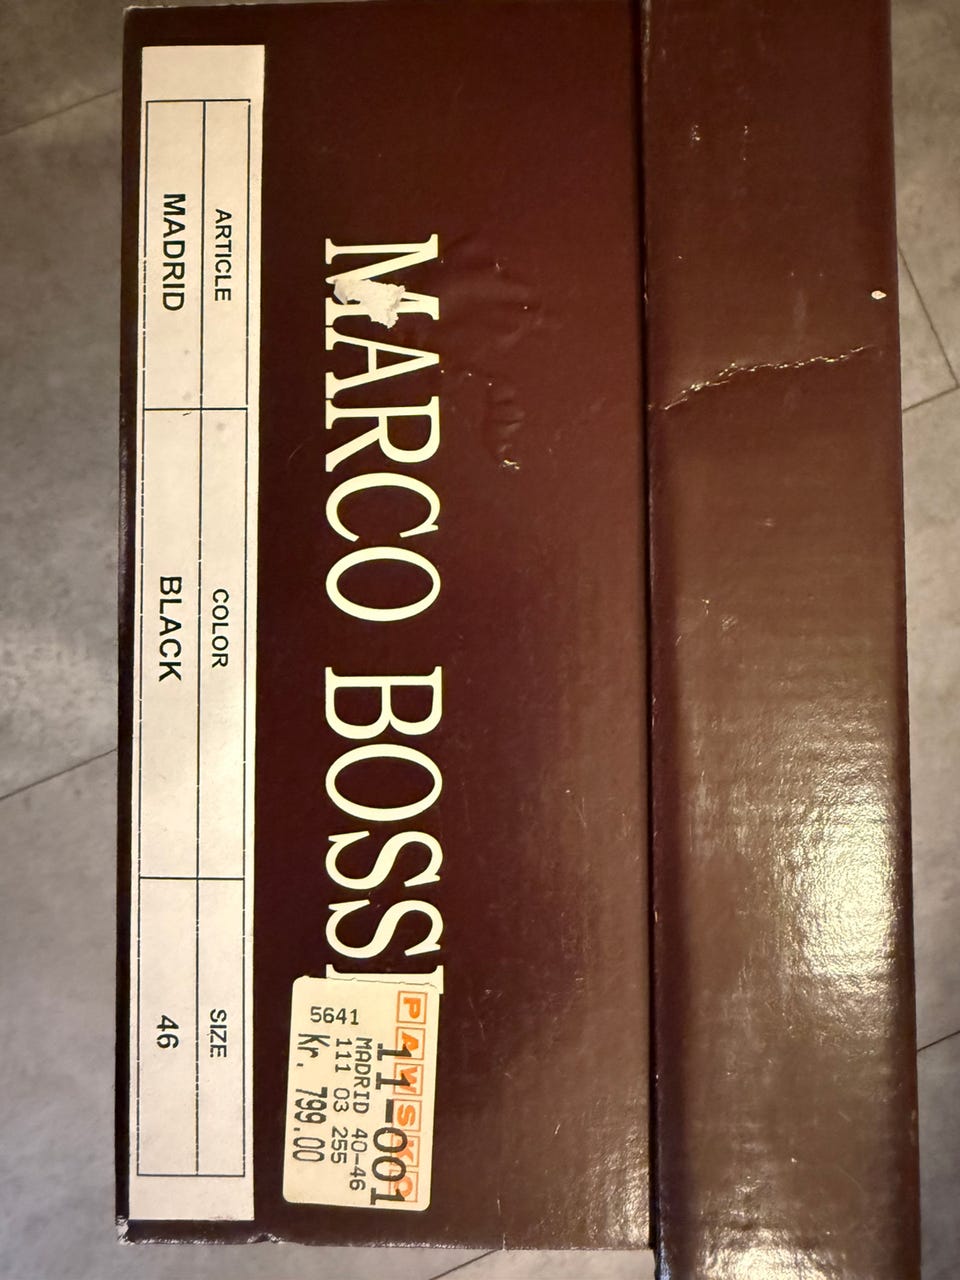 MARCO BOSSI
11-001
MADRID 40-46
111 03 255
5641
Kr. 799.00
ARTICLE COLOR SIZE
MADRID BLACK 46